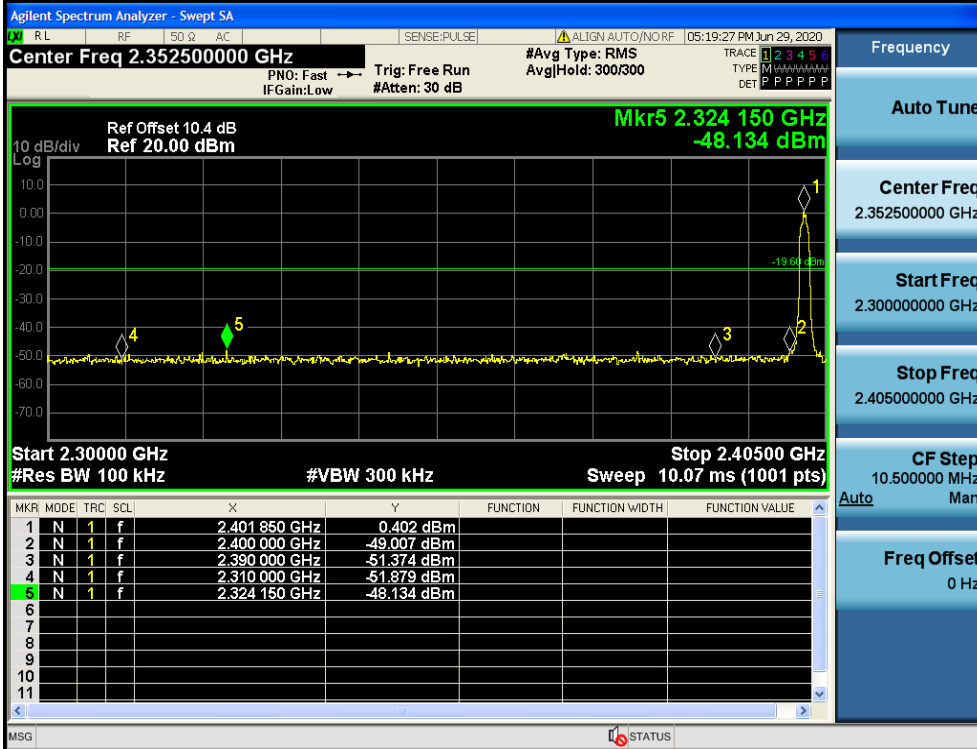 Agilent Spectrum Analyzer - Swept SA
LXI RL RF 50 Ω AC SENSE:PULSE ALIGN AUTO/NO RF 05:19:27 PM Jun 29, 2020
Center Freq 2.352500000 GHz
PNO: Fast
IFGain:Low
Trig: Free Run
#Atten: 30 dB
#Avg Type: RMS
Avg|Hold: 300/300
TRACE 1 2 3 4 5 6
TYPE M W W W W W
DET P P P P P P
Mkr5 2.324 150 GHz
-48.134 dBm
Ref Offset 10.4 dB
10 dB/div Ref 20.00 dBm
Log
10.0
0.00
-10.0
-20.0
-30.0
-40.0
-50.0
-60.0
-70.0
-19.60 dBm
1
2
3
4
5
Start 2.30000 GHz Stop 2.40500 GHz
#Res BW 100 kHz #VBW 300 kHz Sweep 10.07 ms (1001 pts)
MKR MODE TRC SCL X Y FUNCTION FUNCTION WIDTH FUNCTION VALUE
1 N 1 f 2.401 850 GHz 0.402 dBm
2 N 1 f 2.400 000 GHz -49.007 dBm
3 N 1 f 2.390 000 GHz -51.374 dBm
4 N 1 f 2.310 000 GHz -51.879 dBm
5 N 1 f 2.324 150 GHz -48.134 dBm
6
7
8
9
10
11
MSG STATUS
Frequency
Auto Tune
Center Freq
2.352500000 GHz
Start Freq
2.300000000 GHz
Stop Freq
2.405000000 GHz
CF Step
10.500000 MHz
Auto Man
Freq Offset
0 Hz